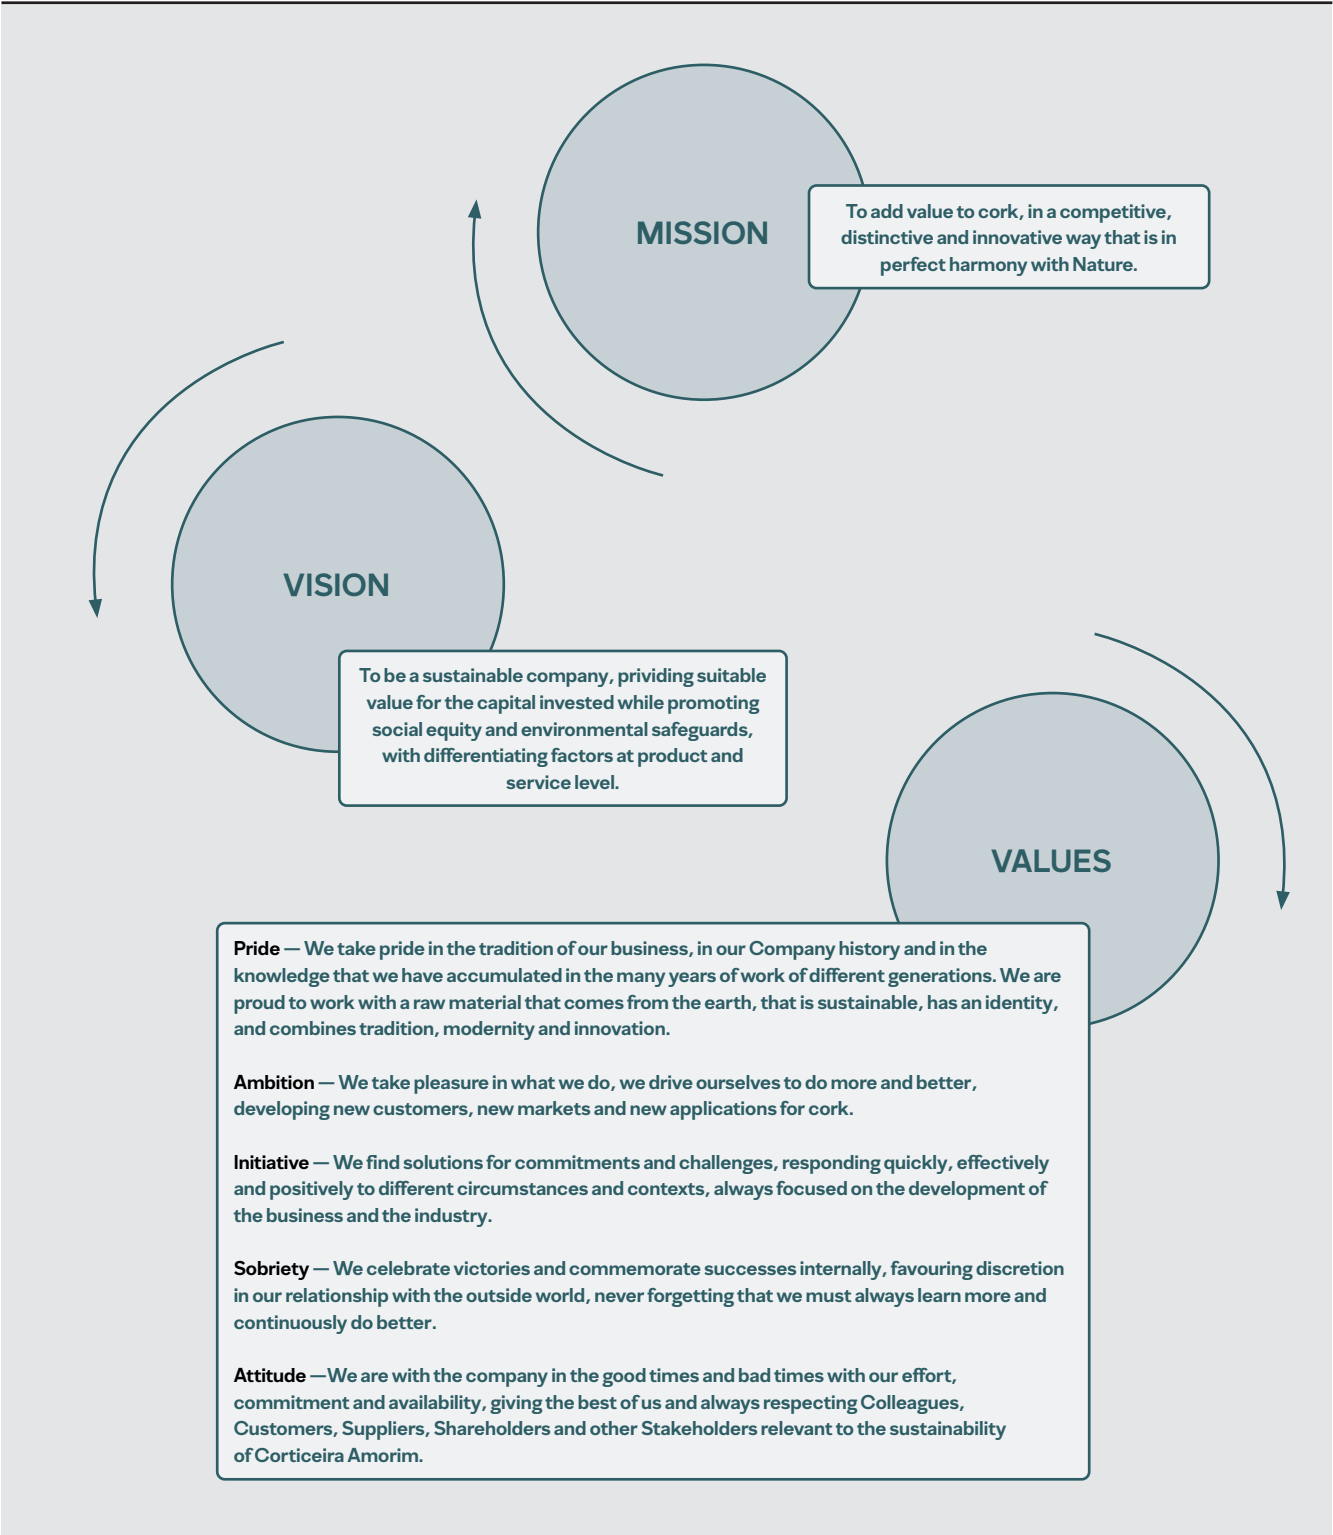 MISSION
To add value to cork, in a competitive,
distinctive and innovative way that is in
perfect harmony with Nature.
VISION
To be a sustainable company, prividing suitable
value for the capital invested while promoting
social equity and environmental safeguards,
with differentiating factors at product and
service level.
VALUES
Pride — We take pride in the tradition of our business, in our Company history and in the
knowledge that we have accumulated in the many years of work of different generations. We are
proud to work with a raw material that comes from the earth, that is sustainable, has an identity,
and combines tradition, modernity and innovation.
Ambition — We take pleasure in what we do, we drive ourselves to do more and better,
developing new customers, new markets and new applications for cork.
Initiative — We find solutions for commitments and challenges, responding quickly, effectively
and positively to different circumstances and contexts, always focused on the development of
the business and the industry.
Sobriety — We celebrate victories and commemorate successes internally, favouring discretion
in our relationship with the outside world, never forgetting that we must always learn more and
continuously do better.
Attitude —We are with the company in the good times and bad times with our effort,
commitment and availability, giving the best of us and always respecting Colleagues,
Customers, Suppliers, Shareholders and other Stakeholders relevant to the sustainability
of Corticeira Amorim.